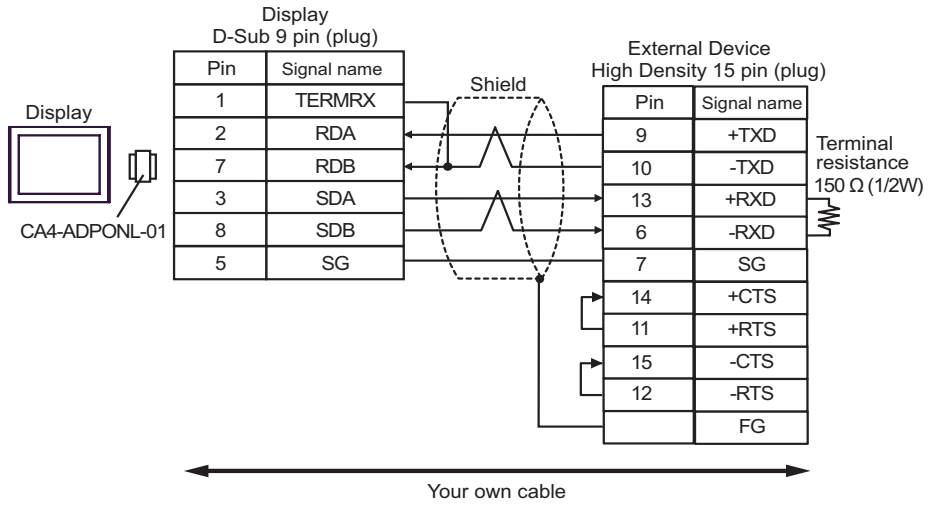 Display
D-Sub 9 pin (plug)
Pin Signal name
1 TERMRX
2 RDA
7 RDB
3 SDA
8 SDB
5 SG
Display
CA4-ADPONL-01
Shield
External Device
High Density 15 pin (plug)
Pin Signal name
9 +TXD
10 -TXD
13 +RXD
6 -RXD
7 SG
14 +CTS
11 +RTS
15 -CTS
12 -RTS
FG
Terminal
resistance
150 Ω (1/2W)
Your own cable